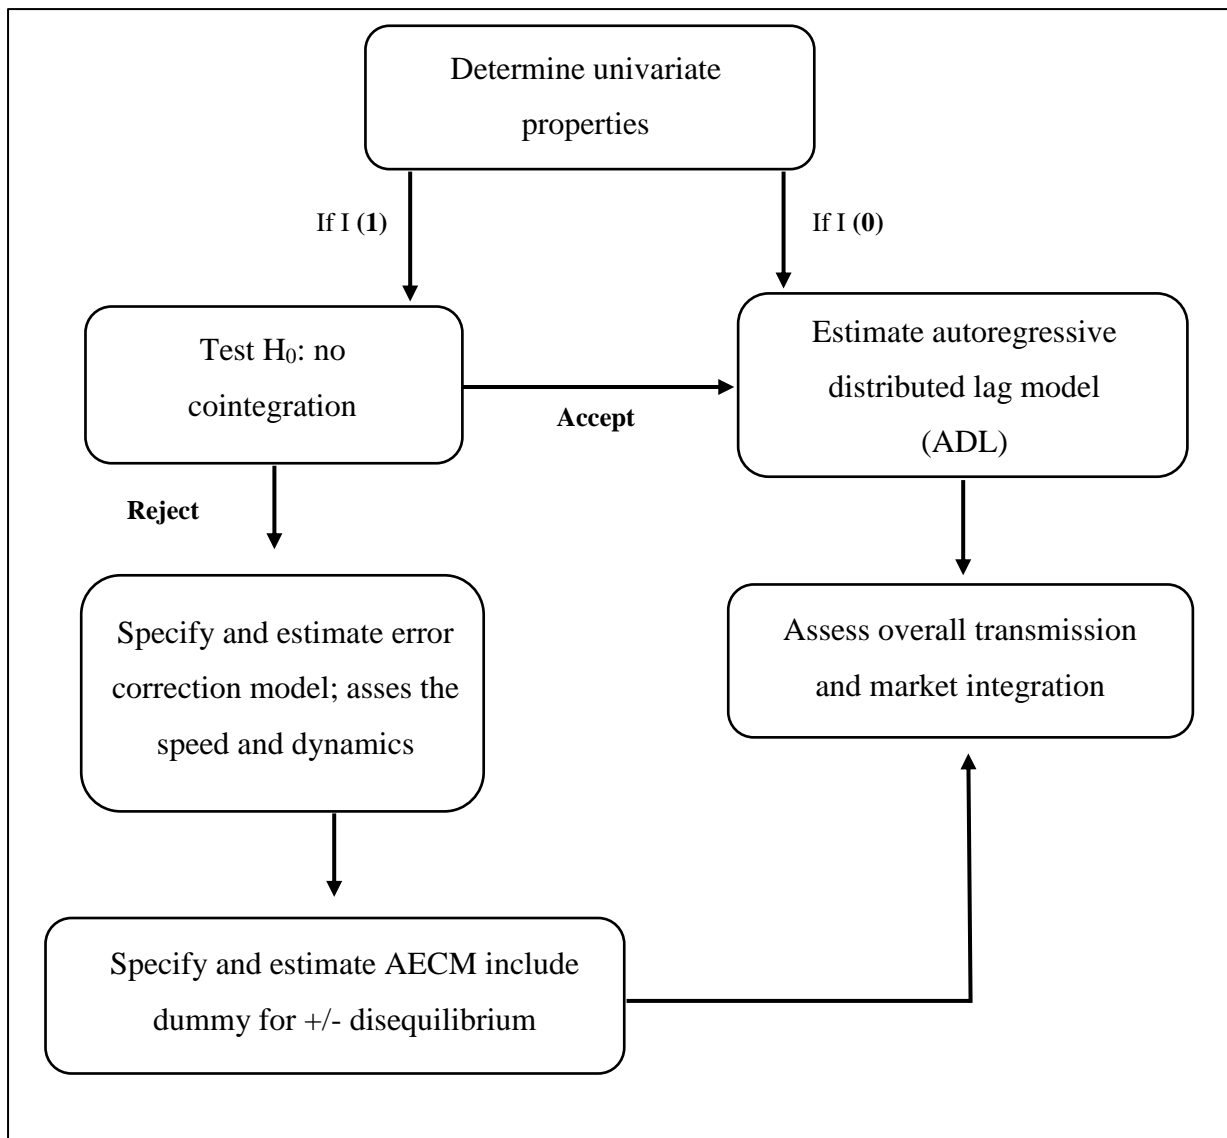 Determine univariate
properties
If I (1)
If I (0)
Test H₀: no
cointegration
Accept
Estimate autoregressive
distributed lag model
(ADL)
Reject
Specify and estimate error
correction model; asses the
speed and dynamics
Assess overall transmission
and market integration
Specify and estimate AECM include
dummy for +/- disequilibrium